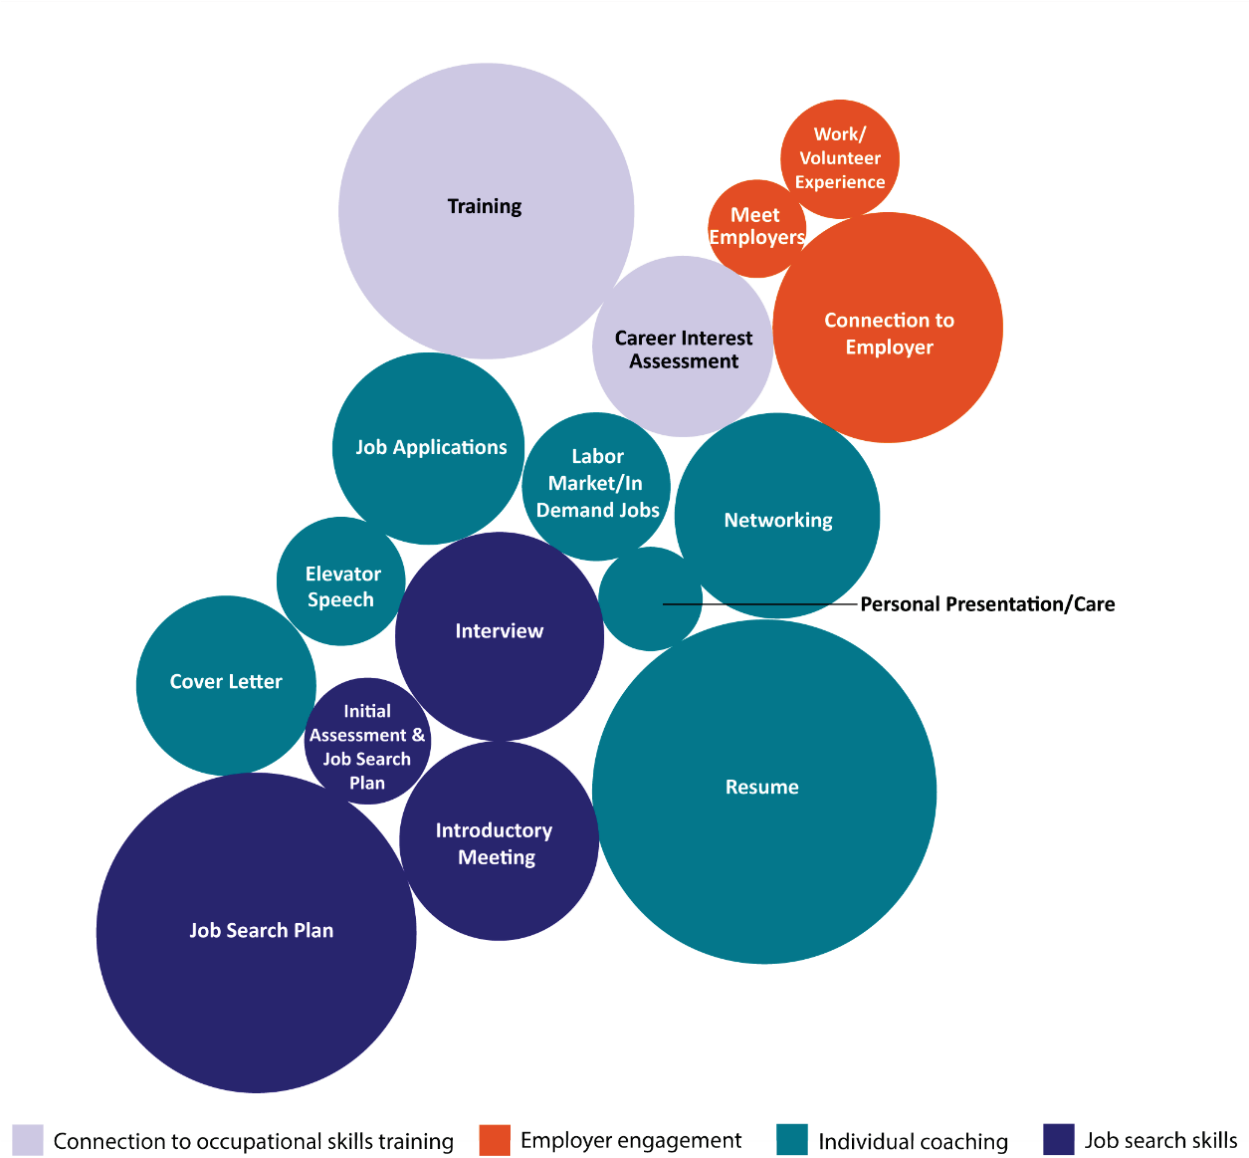 Training
Work/
Volunteer
Experience
Meet
Employers
Connection to
Employer
Career Interest
Assessment
Job Applications
Labor
Market/In
Demand Jobs
Networking
Elevator
Speech
Interview
Personal Presentation/Care
Cover Letter
Initial
Assessment &
Job Search
Plan
Resume
Introductory
Meeting
Job Search Plan
Connection to occupational skills training
Employer engagement
Individual coaching
Job search skills